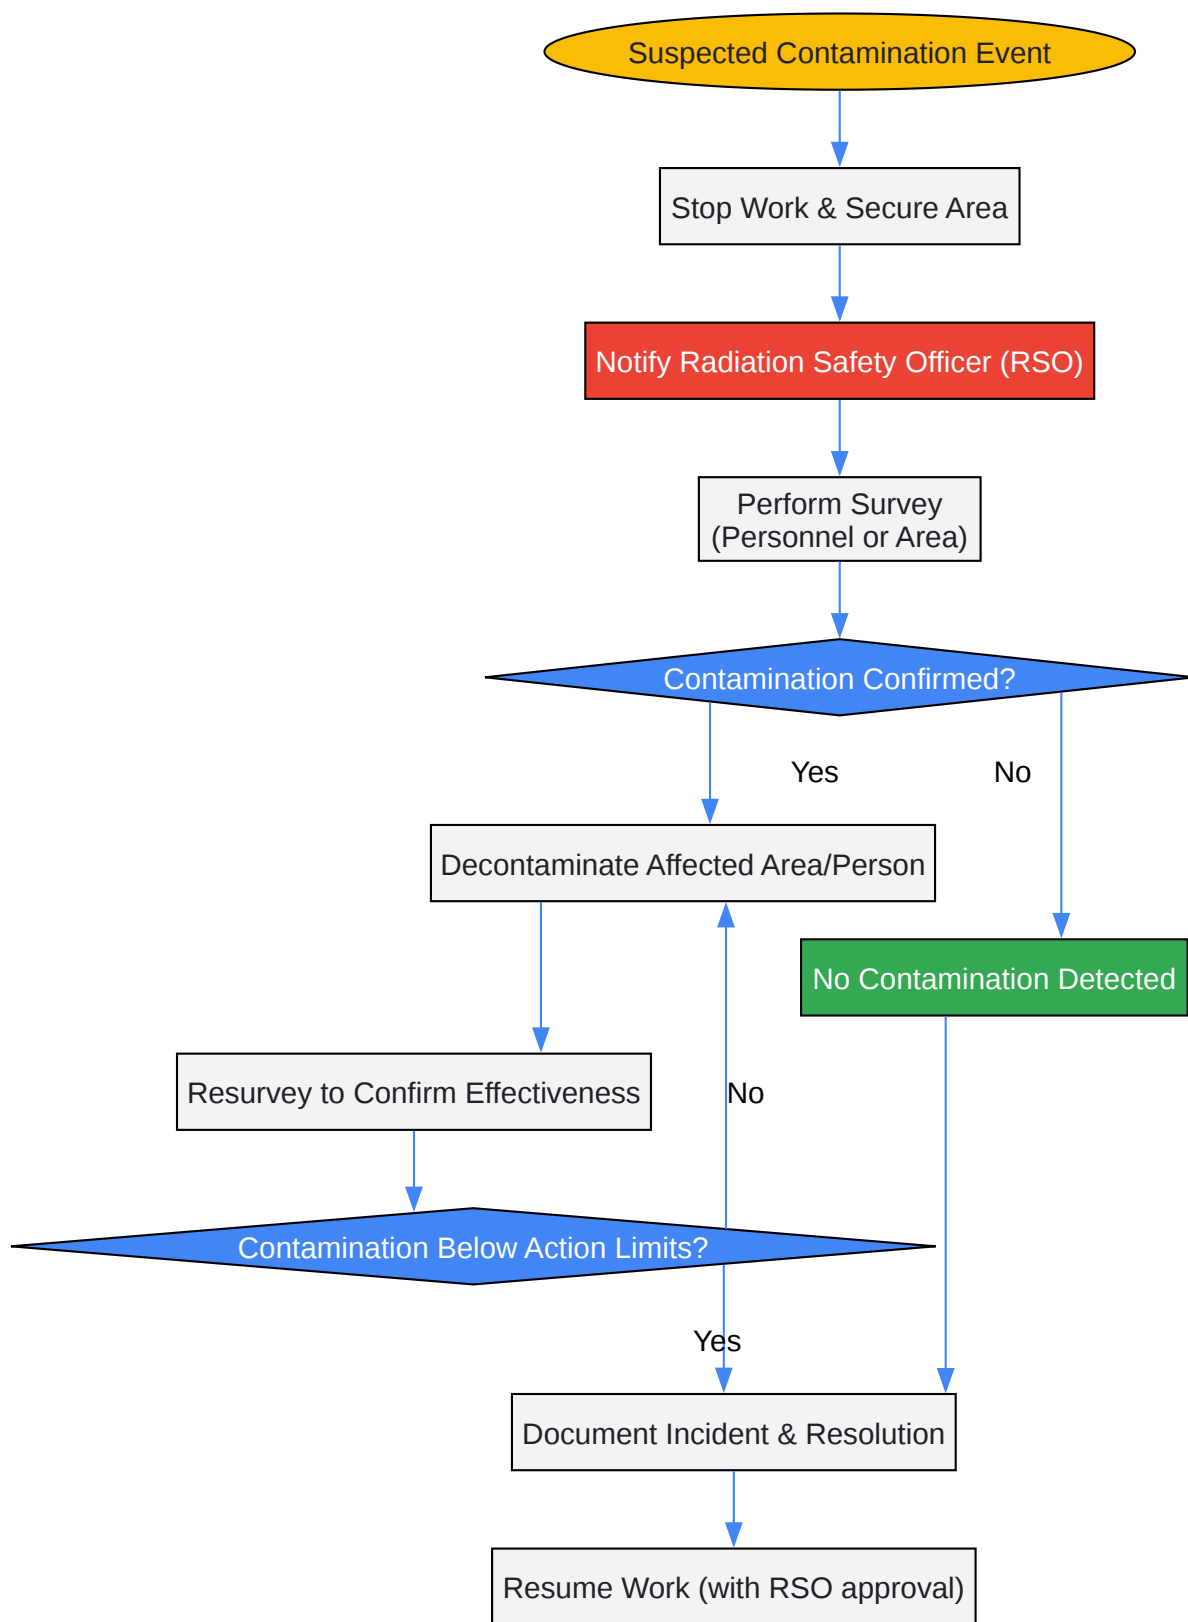 Suspected Contamination Event
Stop Work & Secure Area
Notify Radiation Safety Officer (RSO)
Perform Survey
(Personnel or Area)
Contamination Confirmed?
Yes
No
Decontaminate Affected Area/Person
No Contamination Detected
Resurvey to Confirm Effectiveness
No
Contamination Below Action Limits?
Yes
Document Incident & Resolution
Resume Work (with RSO approval)